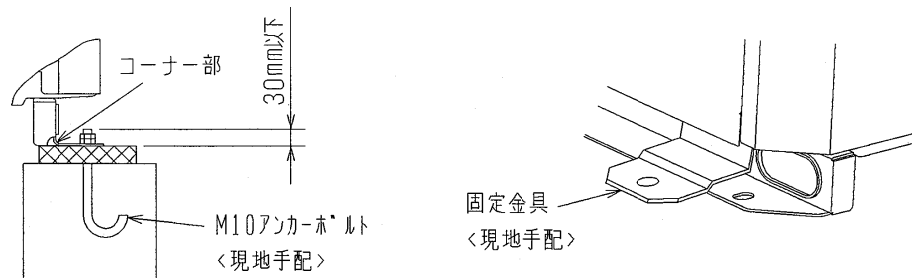 コーナー部
30mm以下
M10アンカーボルト
<現地手配>
固定金具
<現地手配>